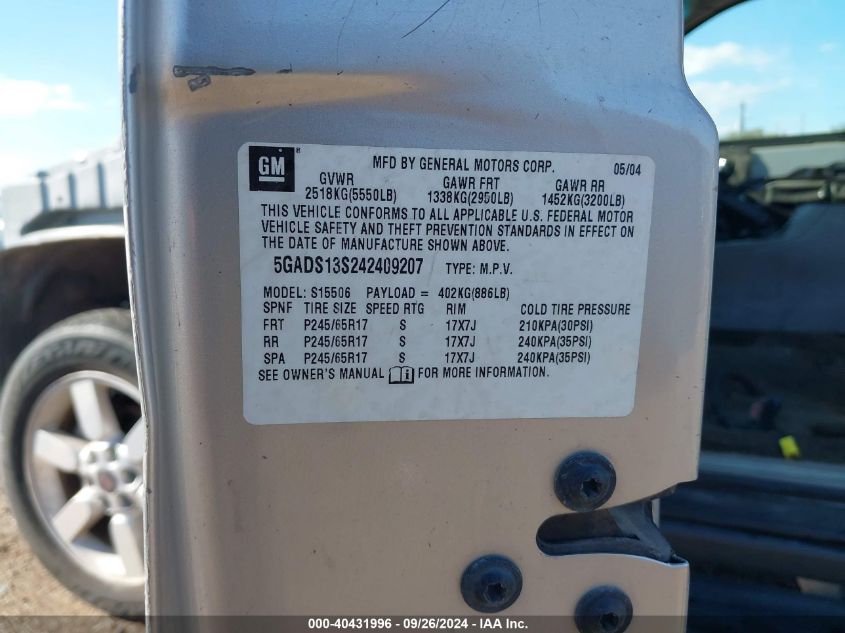 GM ®
MFD BY GENERAL MOTORS CORP. 05/04
GVWR GAWR FRT GAWR RR
2518KG(5550LB) 1338KG(2950LB) 1452KG(3200LB)
THIS VEHICLE CONFORMS TO ALL APPLICABLE U.S. FEDERAL MOTOR
VEHICLE SAFETY AND THEFT PREVENTION STANDARDS IN EFFECT ON
THE DATE OF MANUFACTURE SHOWN ABOVE.
5GADS13S242409207 TYPE: M.P.V.
MODEL: S15506 PAYLOAD = 402KG(886LB)
SPNF TIRE SIZE SPEED RTG RIM COLD TIRE PRESSURE
FRT P245/65R17 S 17X7J 210KPA(30PSI)
RR P245/65R17 S 17X7J 240KPA(35PSI)
SPA P245/65R17 S 17X7J 240KPA(35PSI)
SEE OWNER'S MANUAL FOR MORE INFORMATION.
000-40431996 - 09/26/2024 - IAAI Inc.